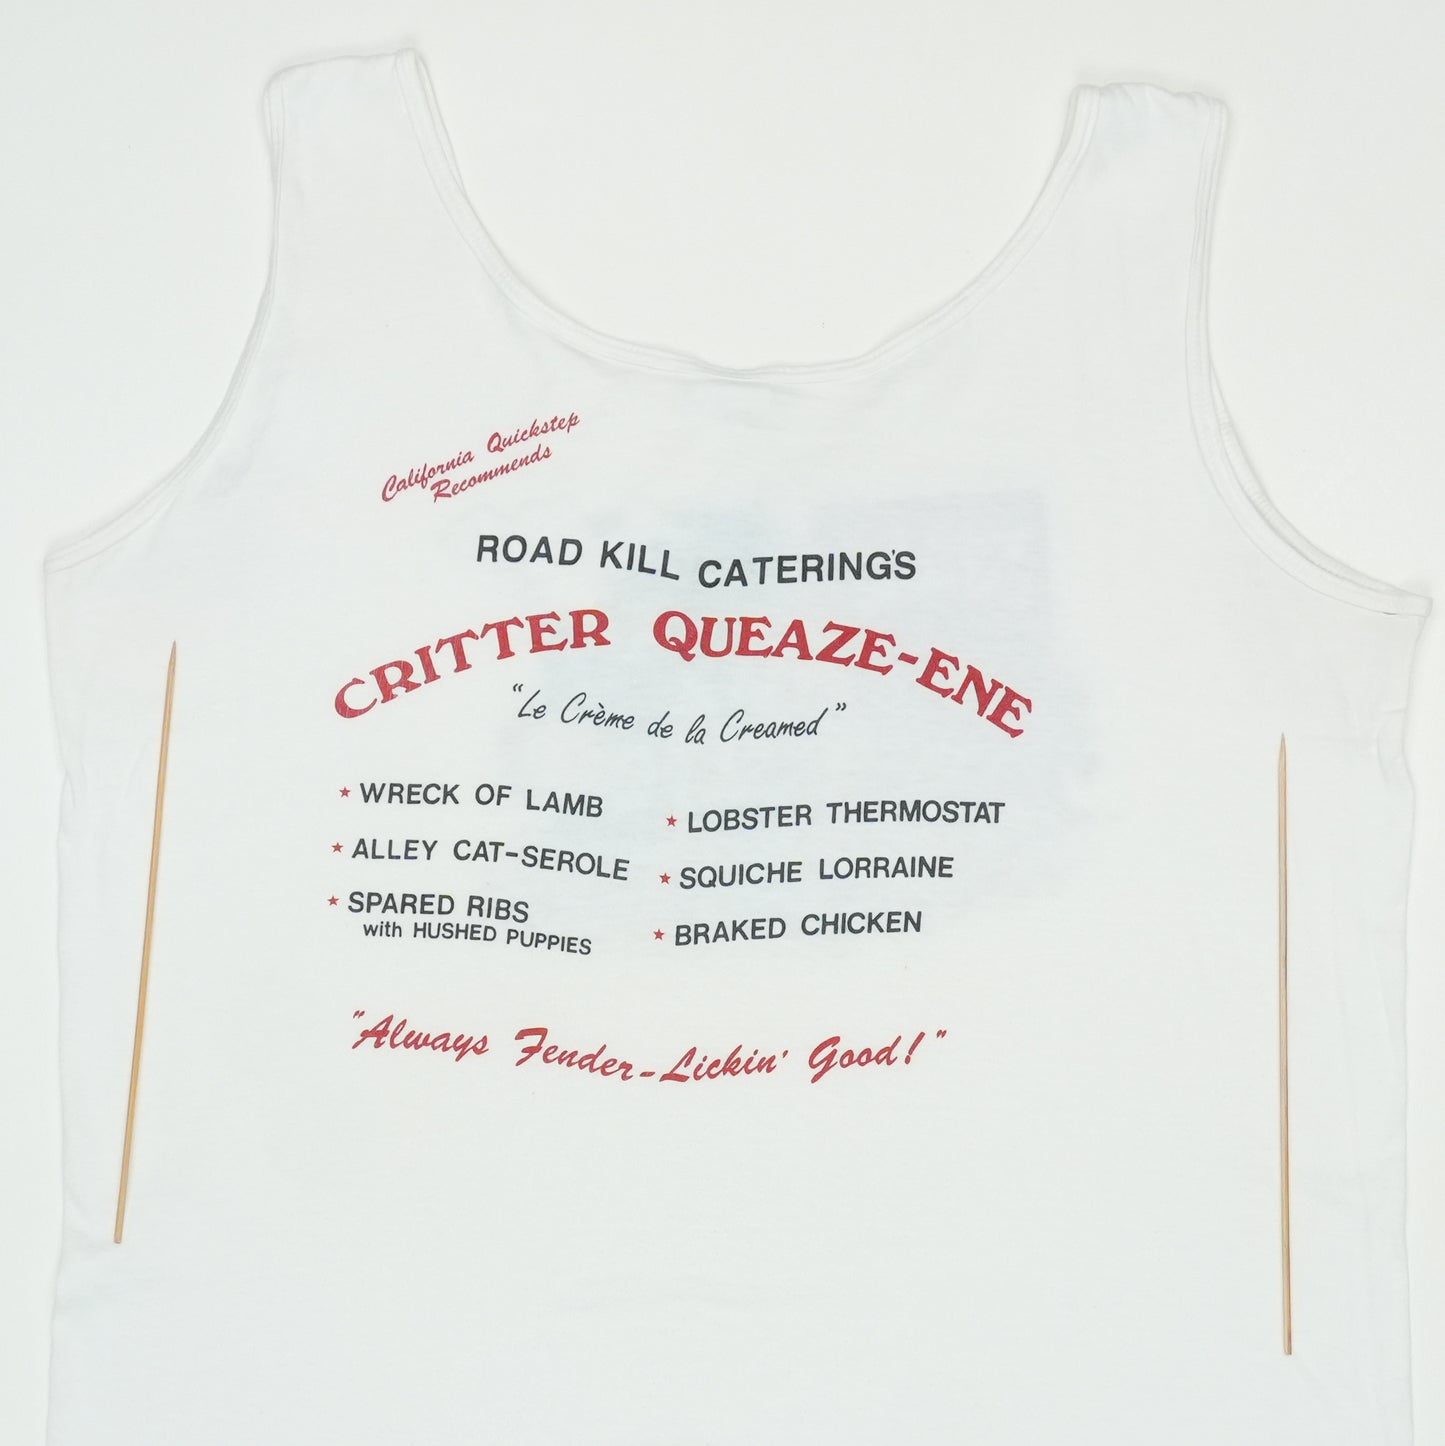 California Quickstep
Recommends
ROAD KILL CATERING'S
CRITTER QUEAZE-ENE
"Le Crème de la Creamed"
★ WRECK OF LAMB
★ ALLEY CAT-SEROLE
★ SPARED RIBS
with HUSHED PUPPIES
★ LOBSTER THERMOSTAT
★ SQUICHE LORRAINE
★ BRAKED CHICKEN
"Always Fender-Lickin' Good!"